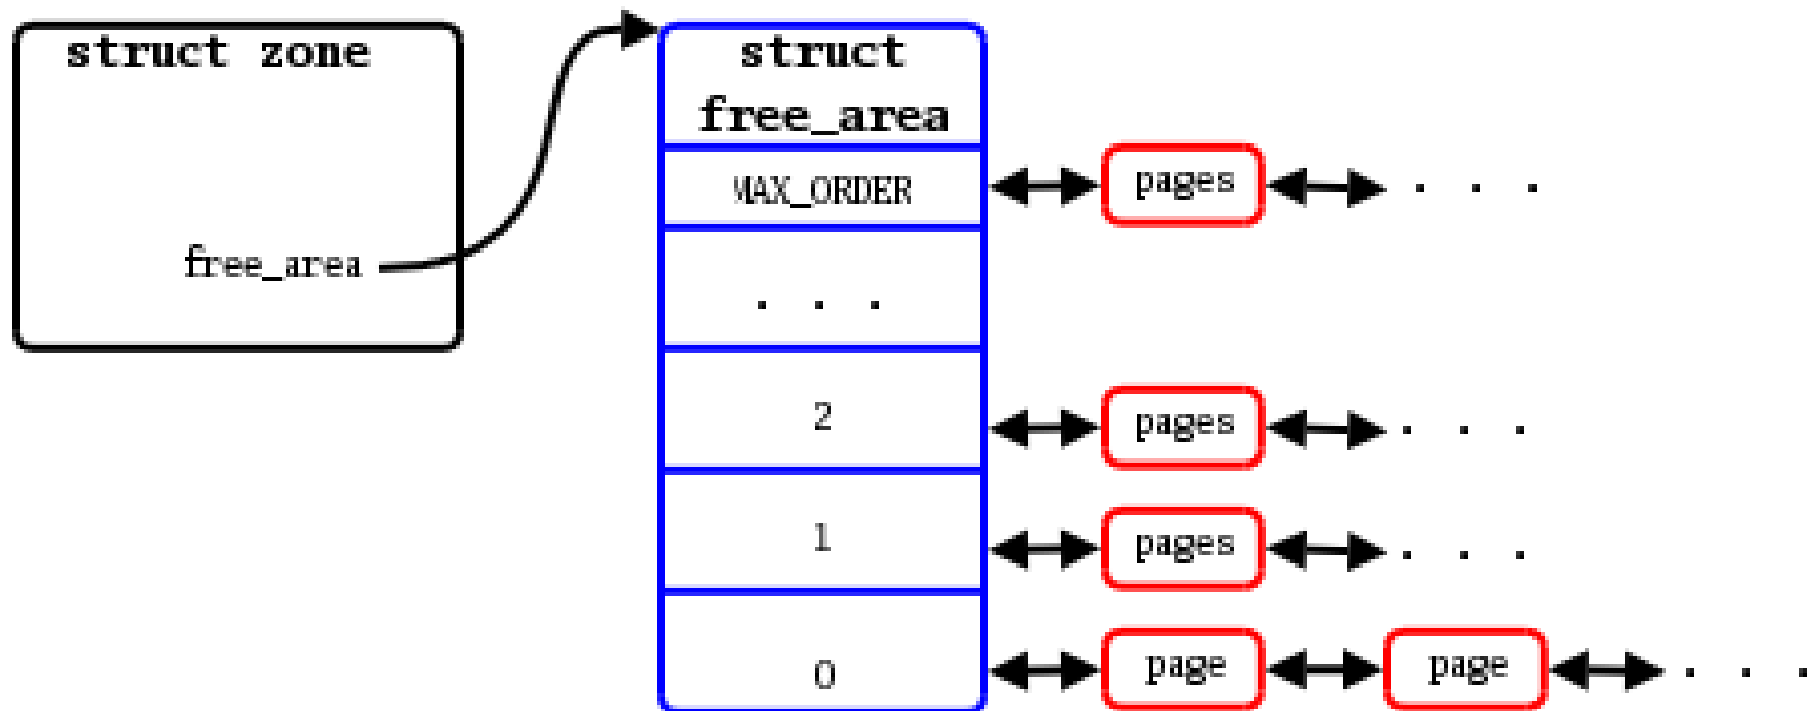 struct zone
free_area
struct
free_area
MAX_ORDER
pages
. . .
. . .
2
pages
. . .
1
pages
. . .
0
page
page
. . .